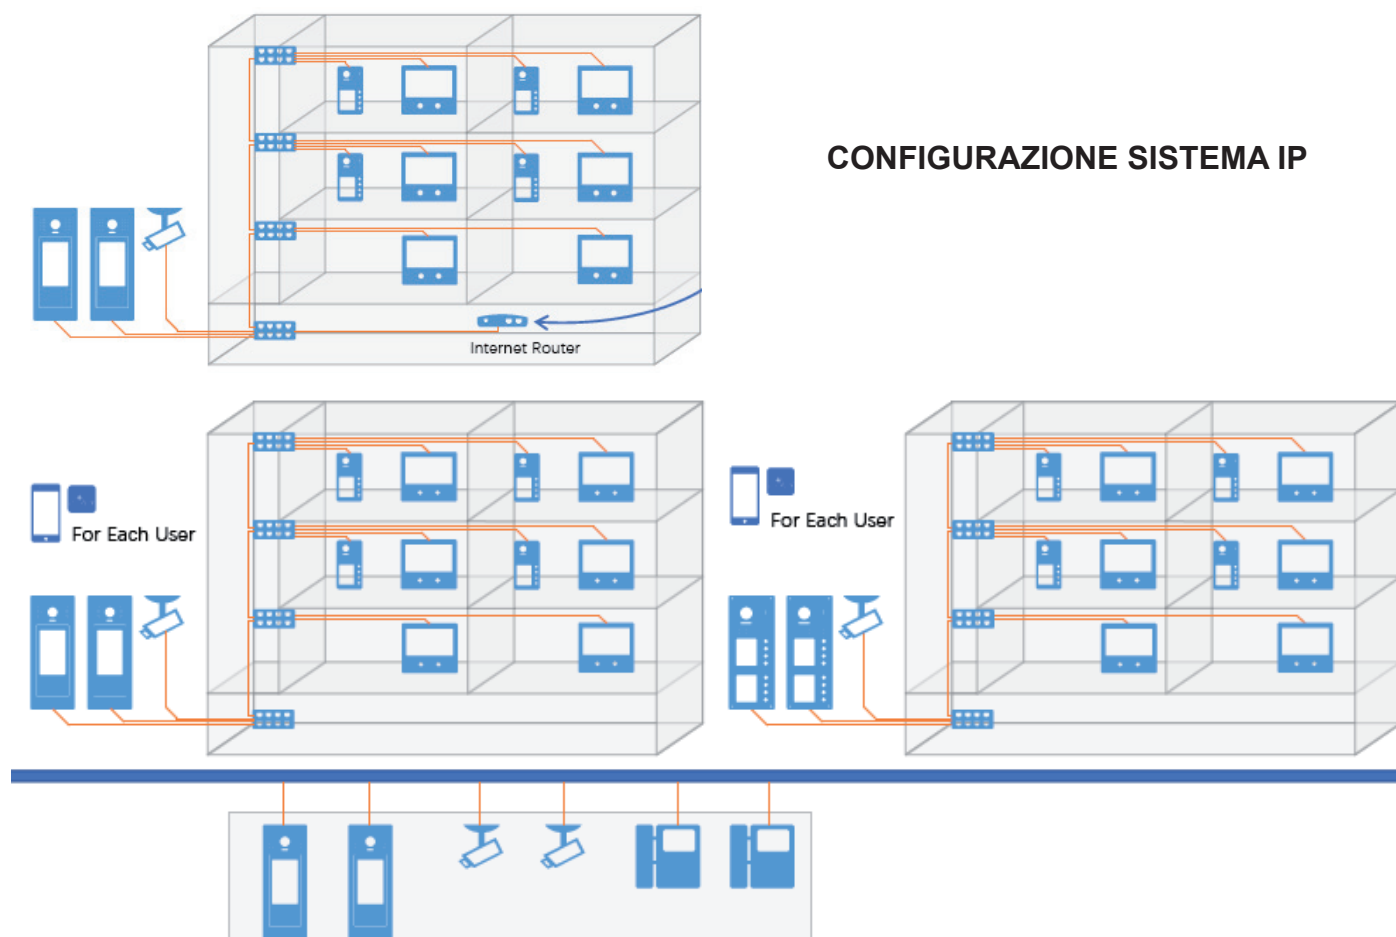 CONFIGURAZIONE SISTEMA IP
Internet Router
For Each User
For Each User